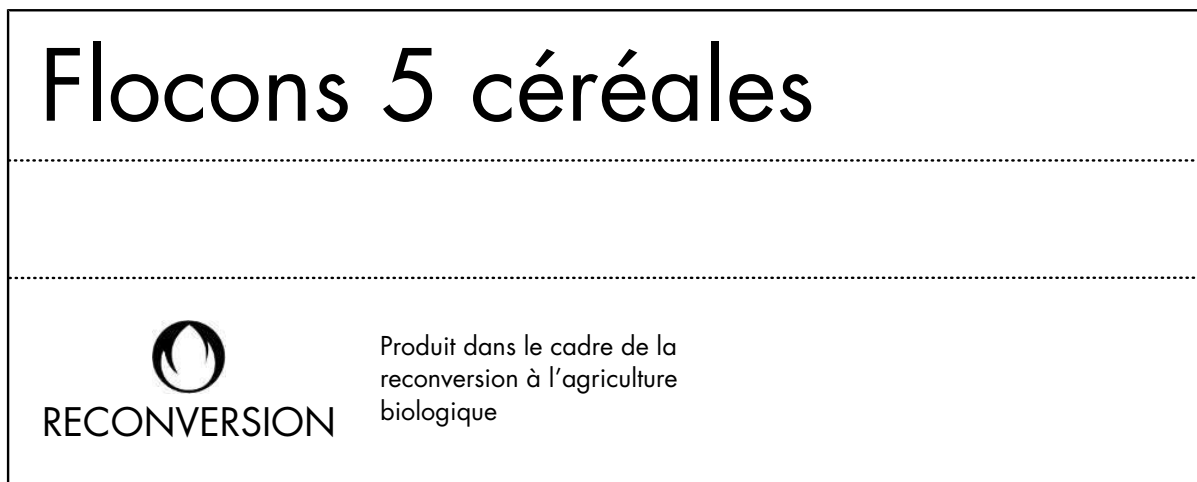 Flocons 5 céréales
Produit dans le cadre de la
reconversion à l’agriculture
biologique
RECONVERSION